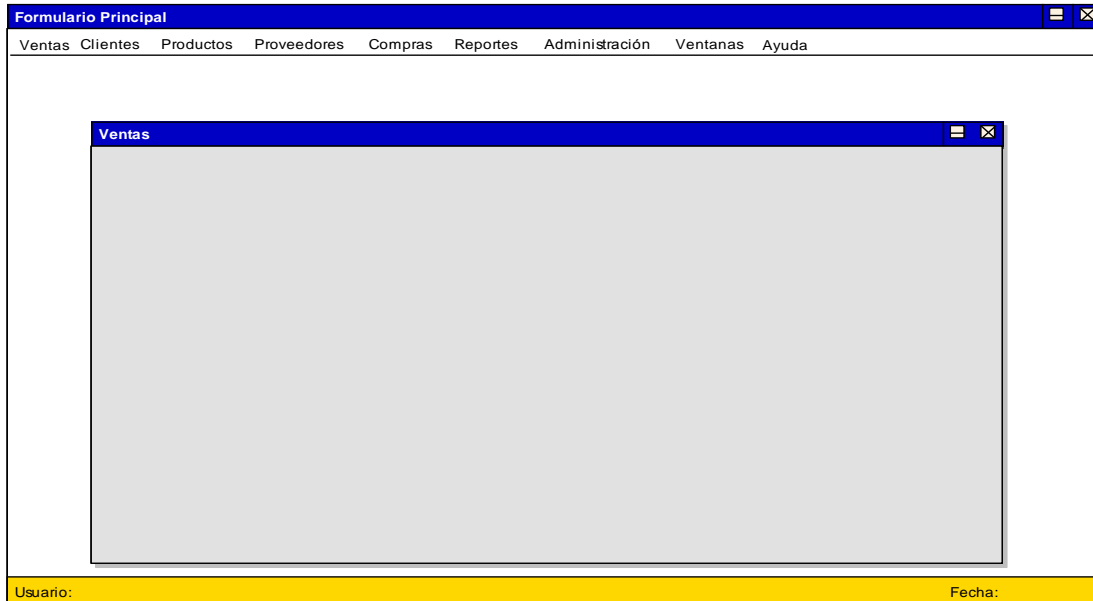 Formulario Principal
Ventas Clientes Productos Proveedores Compras Reportes Administración Ventanas Ayuda
Ventas
Usuario: Fecha: